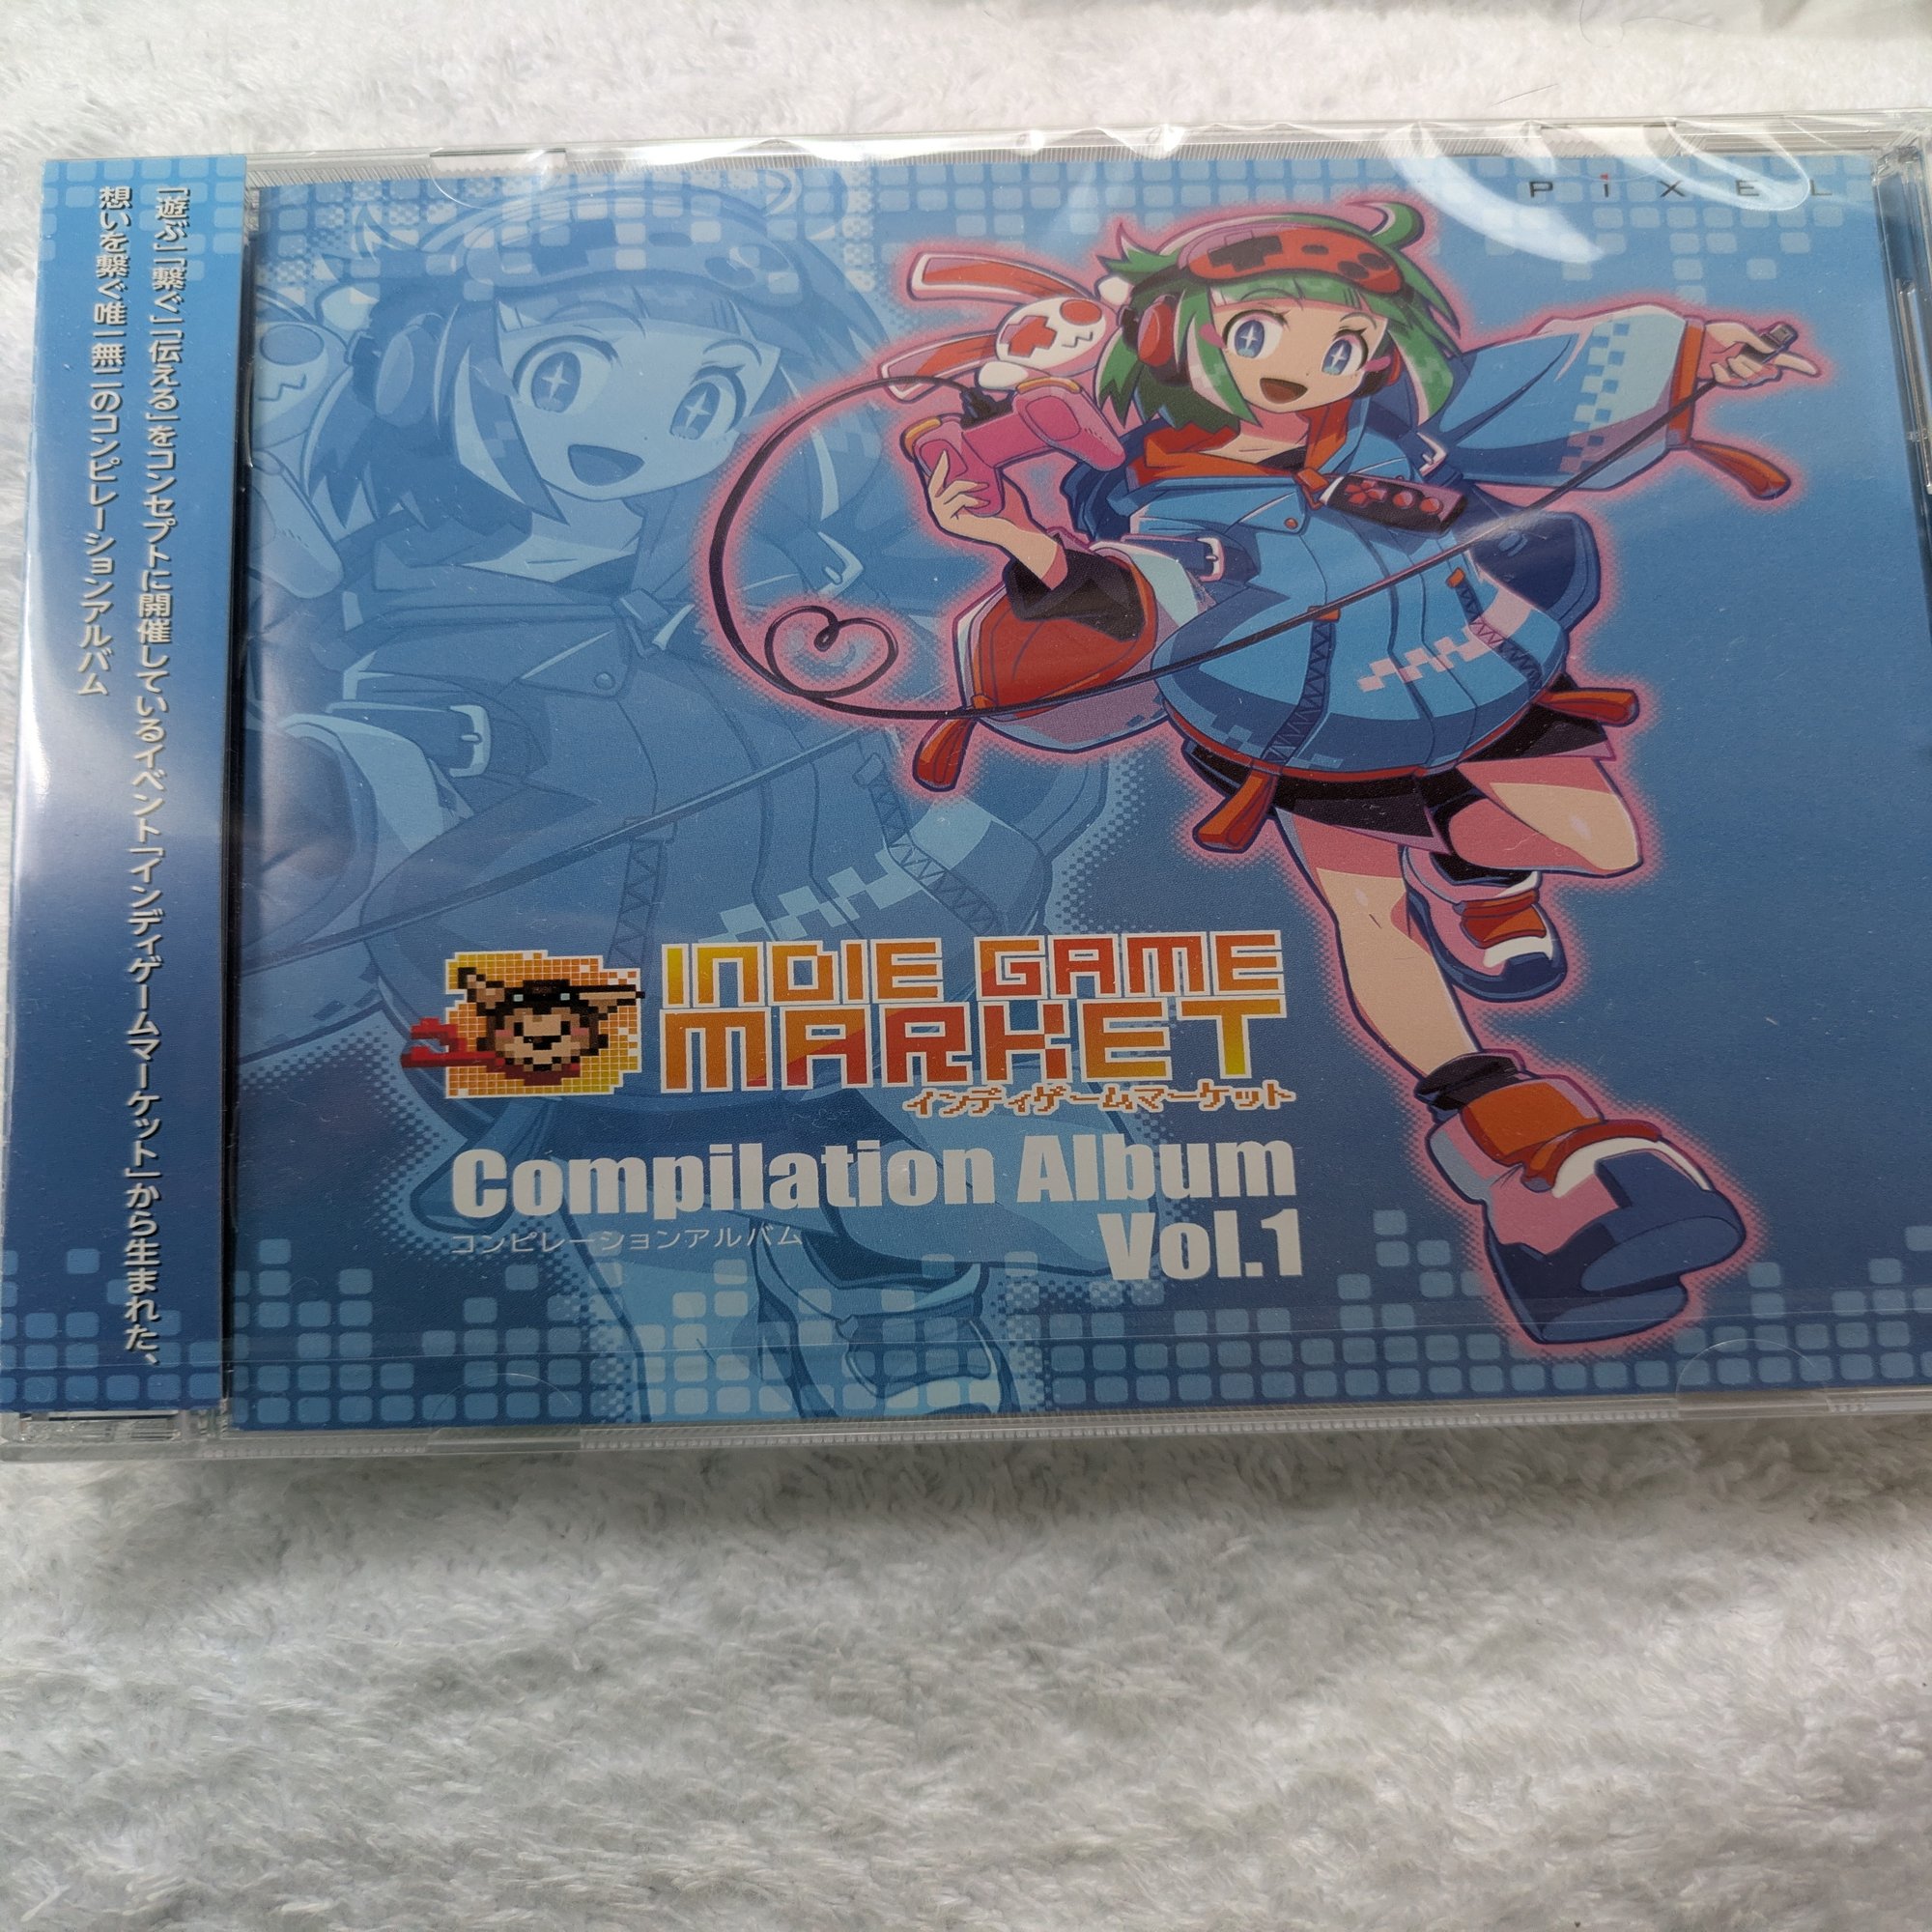 「遊ぶ」「繋ぐ」「伝える」をコンセプトに開催しているイベント「インディゲームマーケット」から生まれた、
想いを繋ぐ唯一無二のコンピレーションアルバム
PiXEL
INDIE GAME
MARKET
インディゲームマーケット
Compilation Album
コンピレーションアルバム
Vol.1